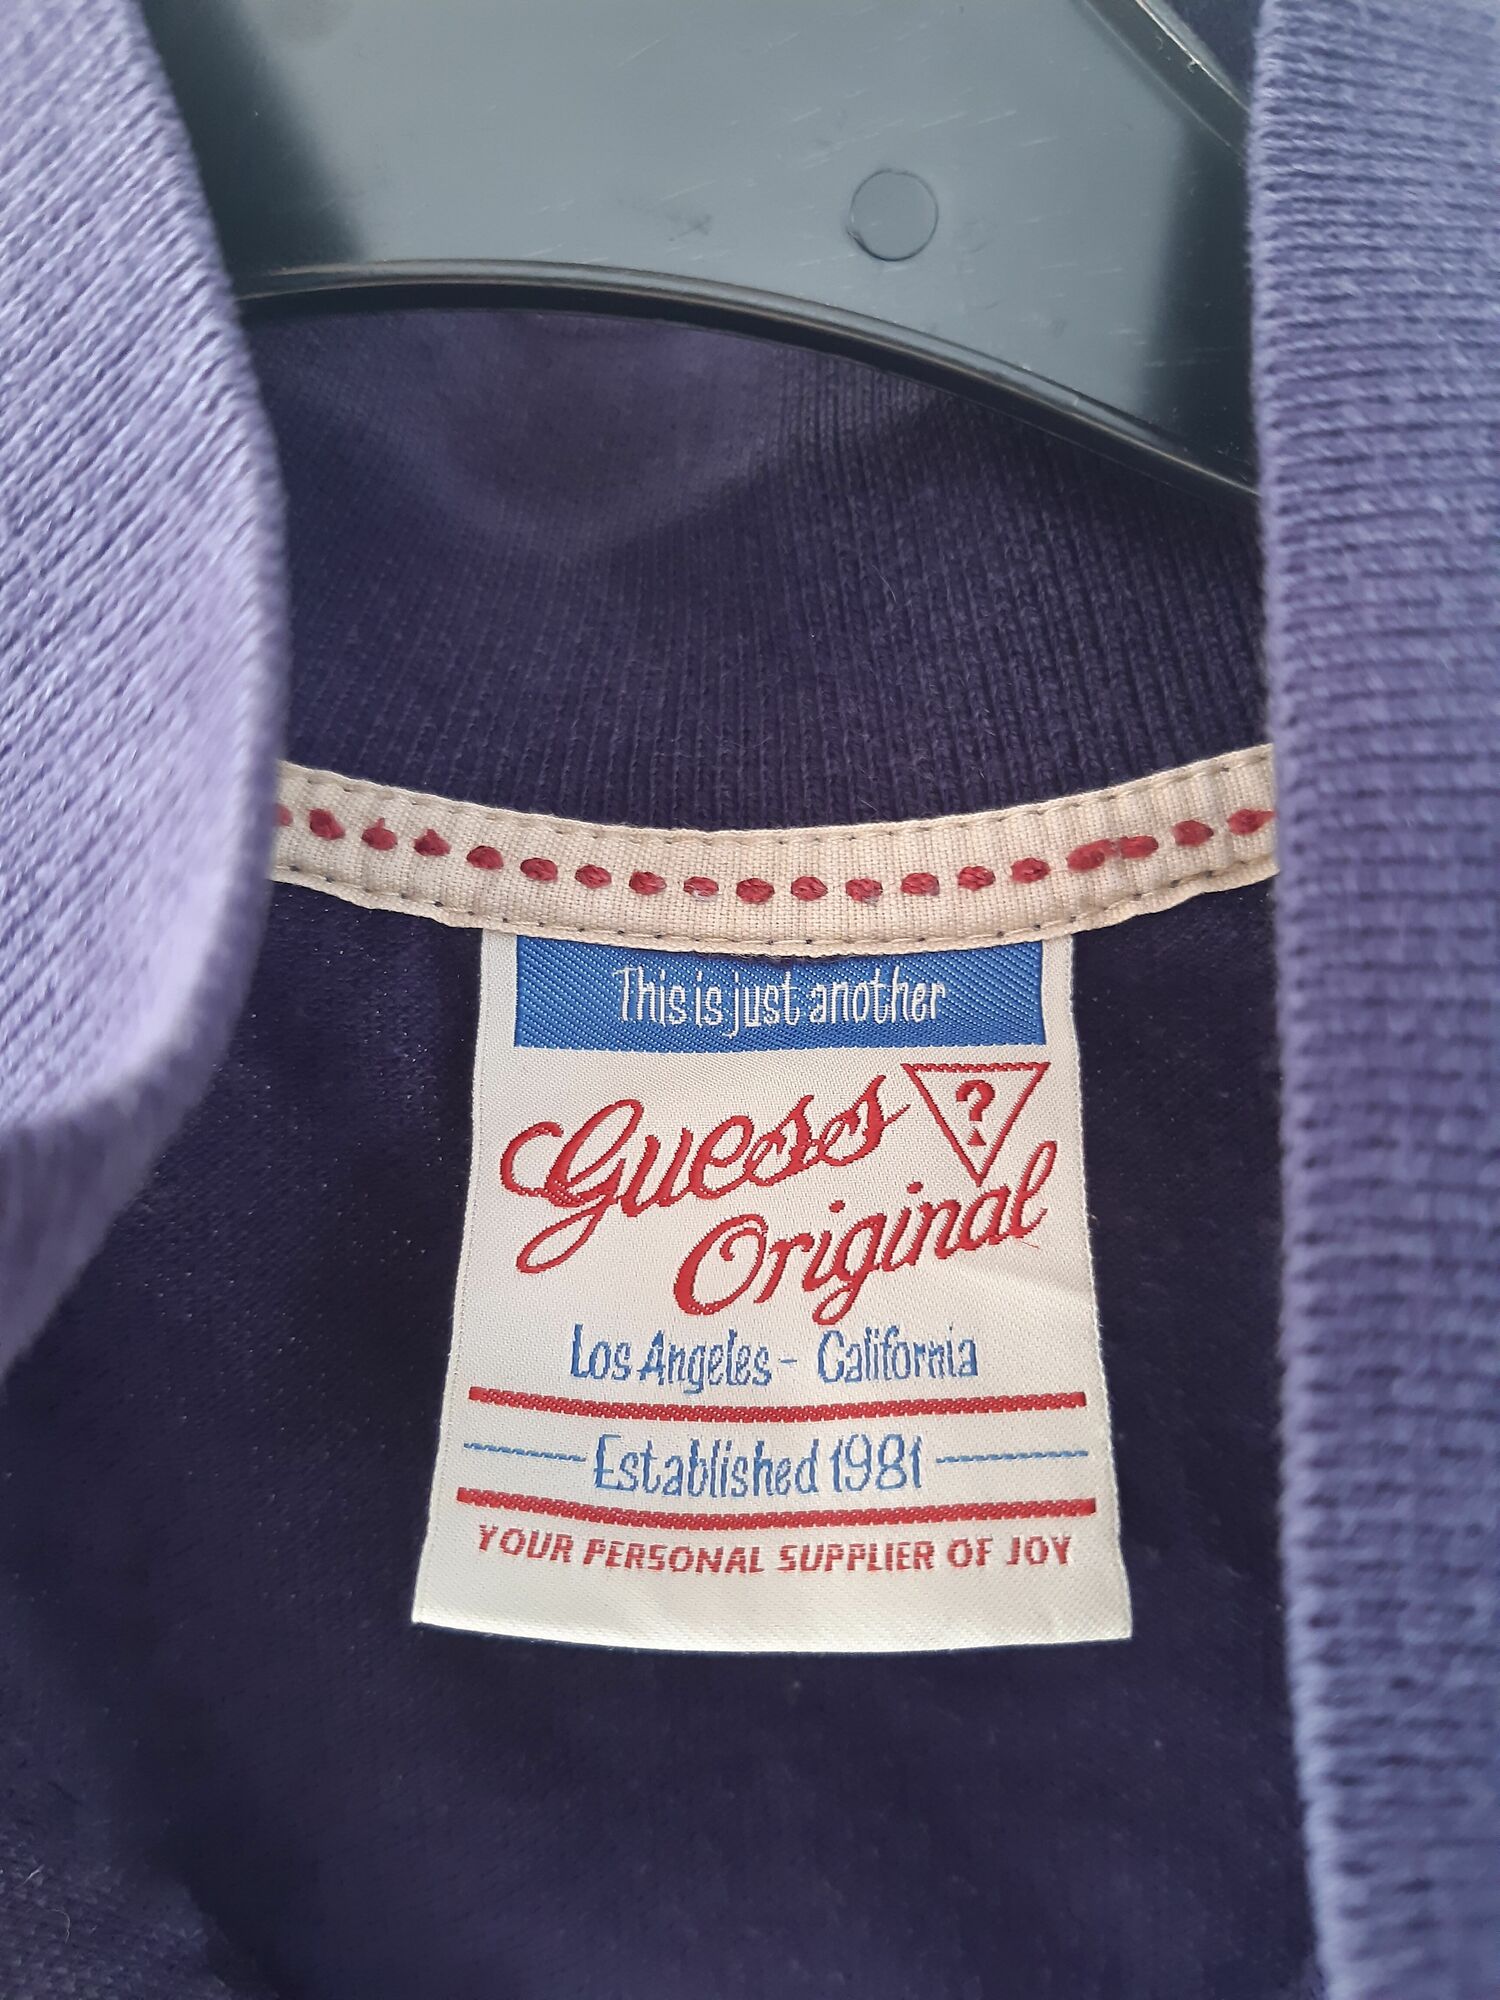 This is just another
Guess ?
Original
Los Angeles - California
Established 1981
YOUR PERSONAL SUPPLIER OF JOY